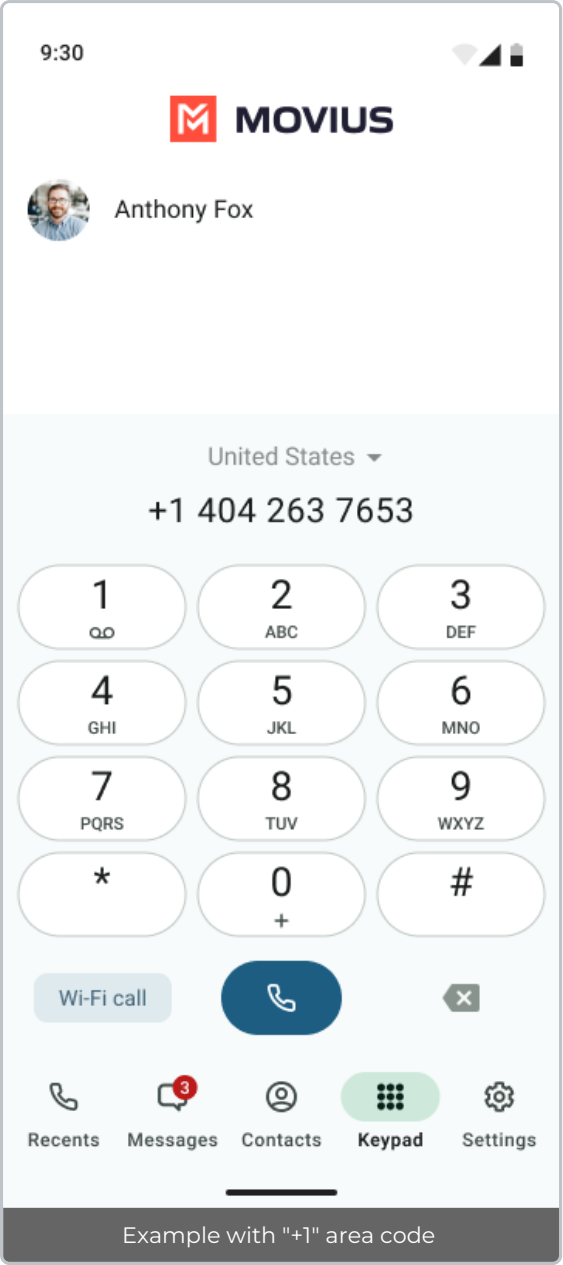 9:30
MOVIUS
Anthony Fox
United States
+1 404 263 7653
1 2 3
ABC DEF
4 5 6
GHI JKL MNO
7 8 9
PQRS TUV WXYZ
* 0 #
+
Wi-Fi call
3
Recents Messages Contacts Keypad Settings
Example with "+1" area code